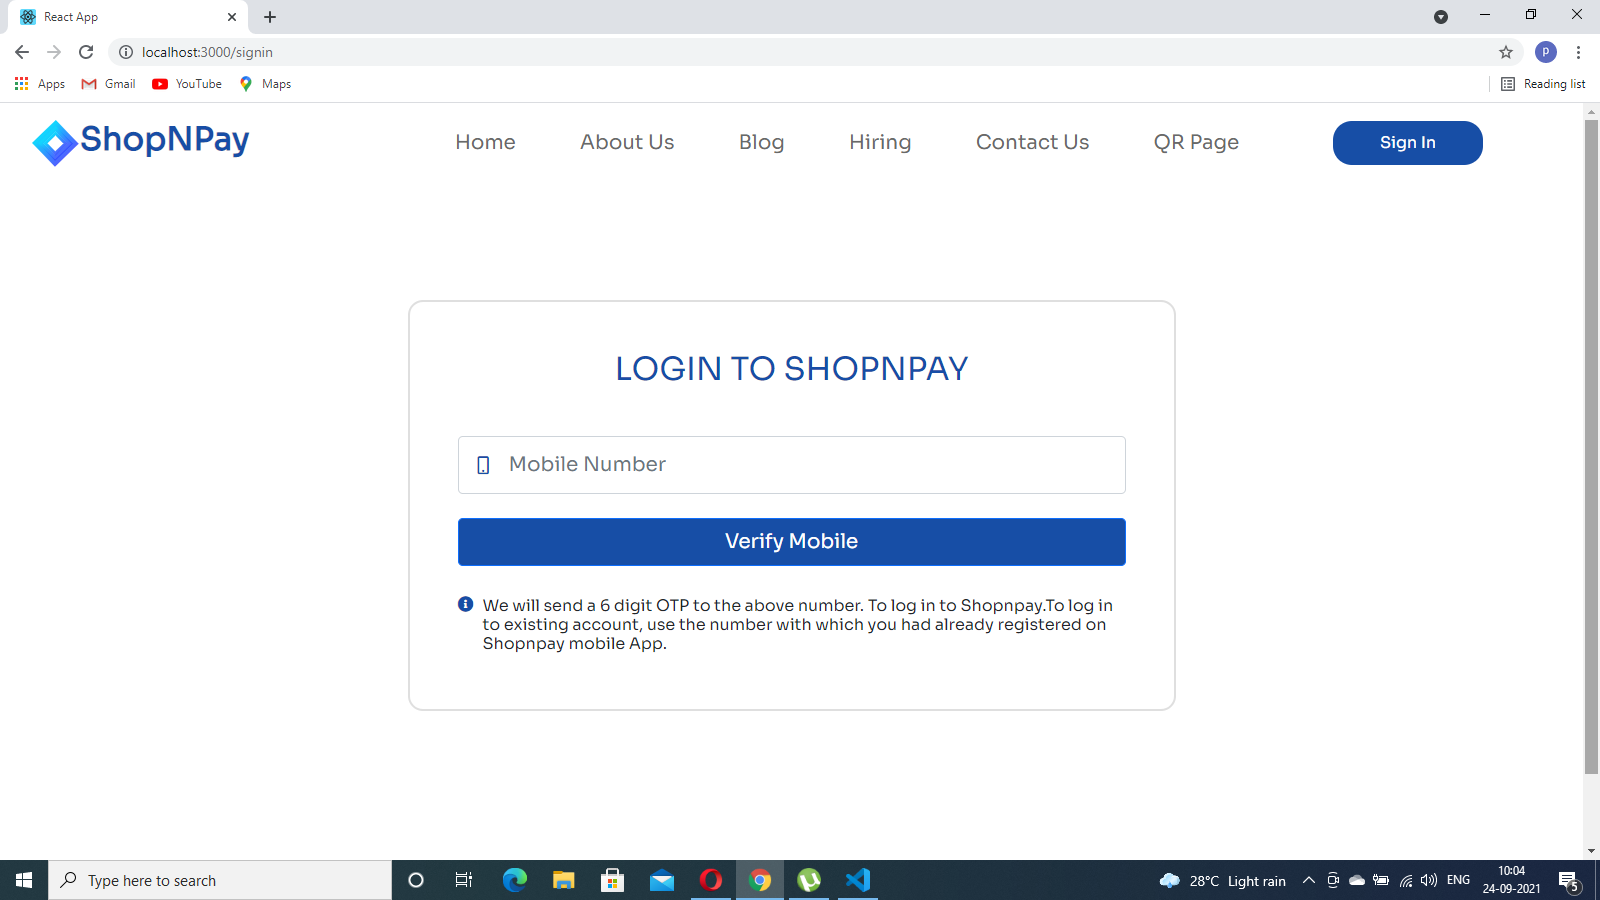 React App
localhost:3000/signin
p
Apps Gmail YouTube Maps Reading list
ShopNPay Home About Us Blog Hiring Contact Us QR Page Sign In
LOGIN TO SHOPNPAY
Mobile Number
Verify Mobile
We will send a 6 digit OTP to the above number. To log in to Shopnpay.To log in
to existing account, use the number with which you had already registered on
Shopnpay mobile App.
Type here to search
28°C Light rain
ENG
10:04
24-09-2021
5